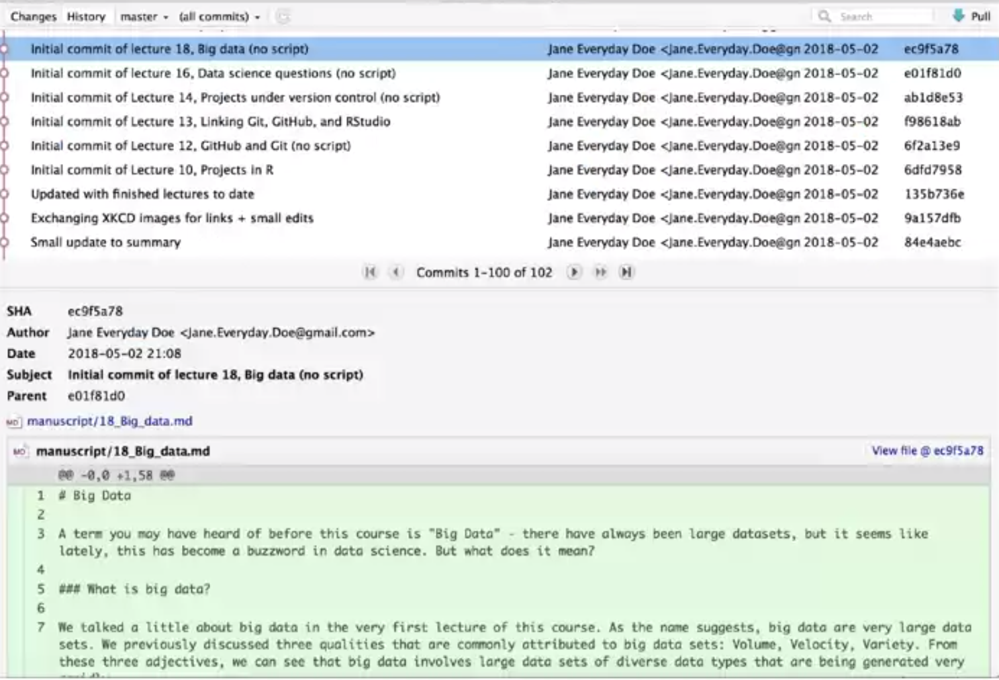 Changes History master (all commits) Search Pull
Initial commit of lecture 18, Big data (no script) Jane Everyday Doe <Jane.Everyday.Doe@gn 2018-05-02 ec9f5a78
Initial commit of lecture 16, Data science questions (no script) Jane Everyday Doe <Jane.Everyday.Doe@gn 2018-05-02 e01f81d0
Initial commit of Lecture 14, Projects under version control (no script) Jane Everyday Doe <Jane.Everyday.Doe@gn 2018-05-02 ab1d8e53
Initial commit of Lecture 13, Linking Git, GitHub, and RStudio Jane Everyday Doe <Jane.Everyday.Doe@gn 2018-05-02 f98618ab
Initial commit of Lecture 12, GitHub and Git (no script) Jane Everyday Doe <Jane.Everyday.Doe@gn 2018-05-02 6f2a13e9
Initial commit of Lecture 10, Projects in R Jane Everyday Doe <Jane.Everyday.Doe@gn 2018-05-02 6dfd7958
Updated with finished lectures to date Jane Everyday Doe <Jane.Everyday.Doe@gn 2018-05-02 135b736e
Exchanging XKCD images for links + small edits Jane Everyday Doe <Jane.Everyday.Doe@gn 2018-05-02 9a157dfb
Small update to summary Jane Everyday Doe <Jane.Everyday.Doe@gn 2018-05-02 84e4aebc
Commits 1-100 of 102
SHA ec9f5a78
Author Jane Everyday Doe <Jane.Everyday.Doe@gmail.com>
Date 2018-05-02 21:08
Subject Initial commit of lecture 18, Big data (no script)
Parent e01f81d0
MD manuscript/18_Big_data.md
MD manuscript/18_Big_data.md View file @ ec9f5a78
@@ -0,0 +1,58 @@
1 # Big Data
2
3 A term you may have heard of before this course is "Big Data" - there have always been large datasets, but it seems like
lately, this has become a buzzword in data science. But what does it mean?
4
5 ### What is big data?
6
7 We talked a little about big data in the very first lecture of this course. As the name suggests, big data are very large data
sets. We previously discussed three qualities that are commonly attributed to big data sets: Volume, Velocity, Variety. From
these three adjectives, we can see that big data involves large data sets of diverse data types that are being generated very